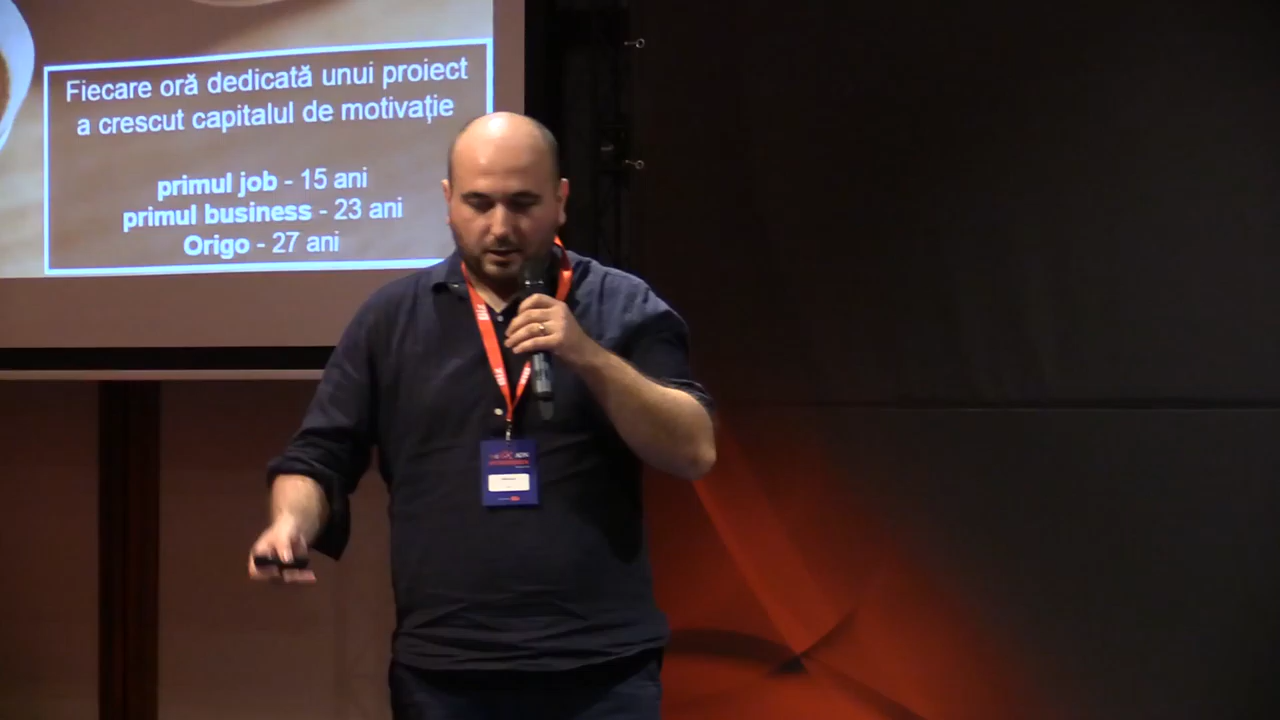 Fiecare oră dedicată unui proiect
a crescut capitalul de motivație
primul job - 15 ani
primul business - 23 ani
Origo - 27 ani